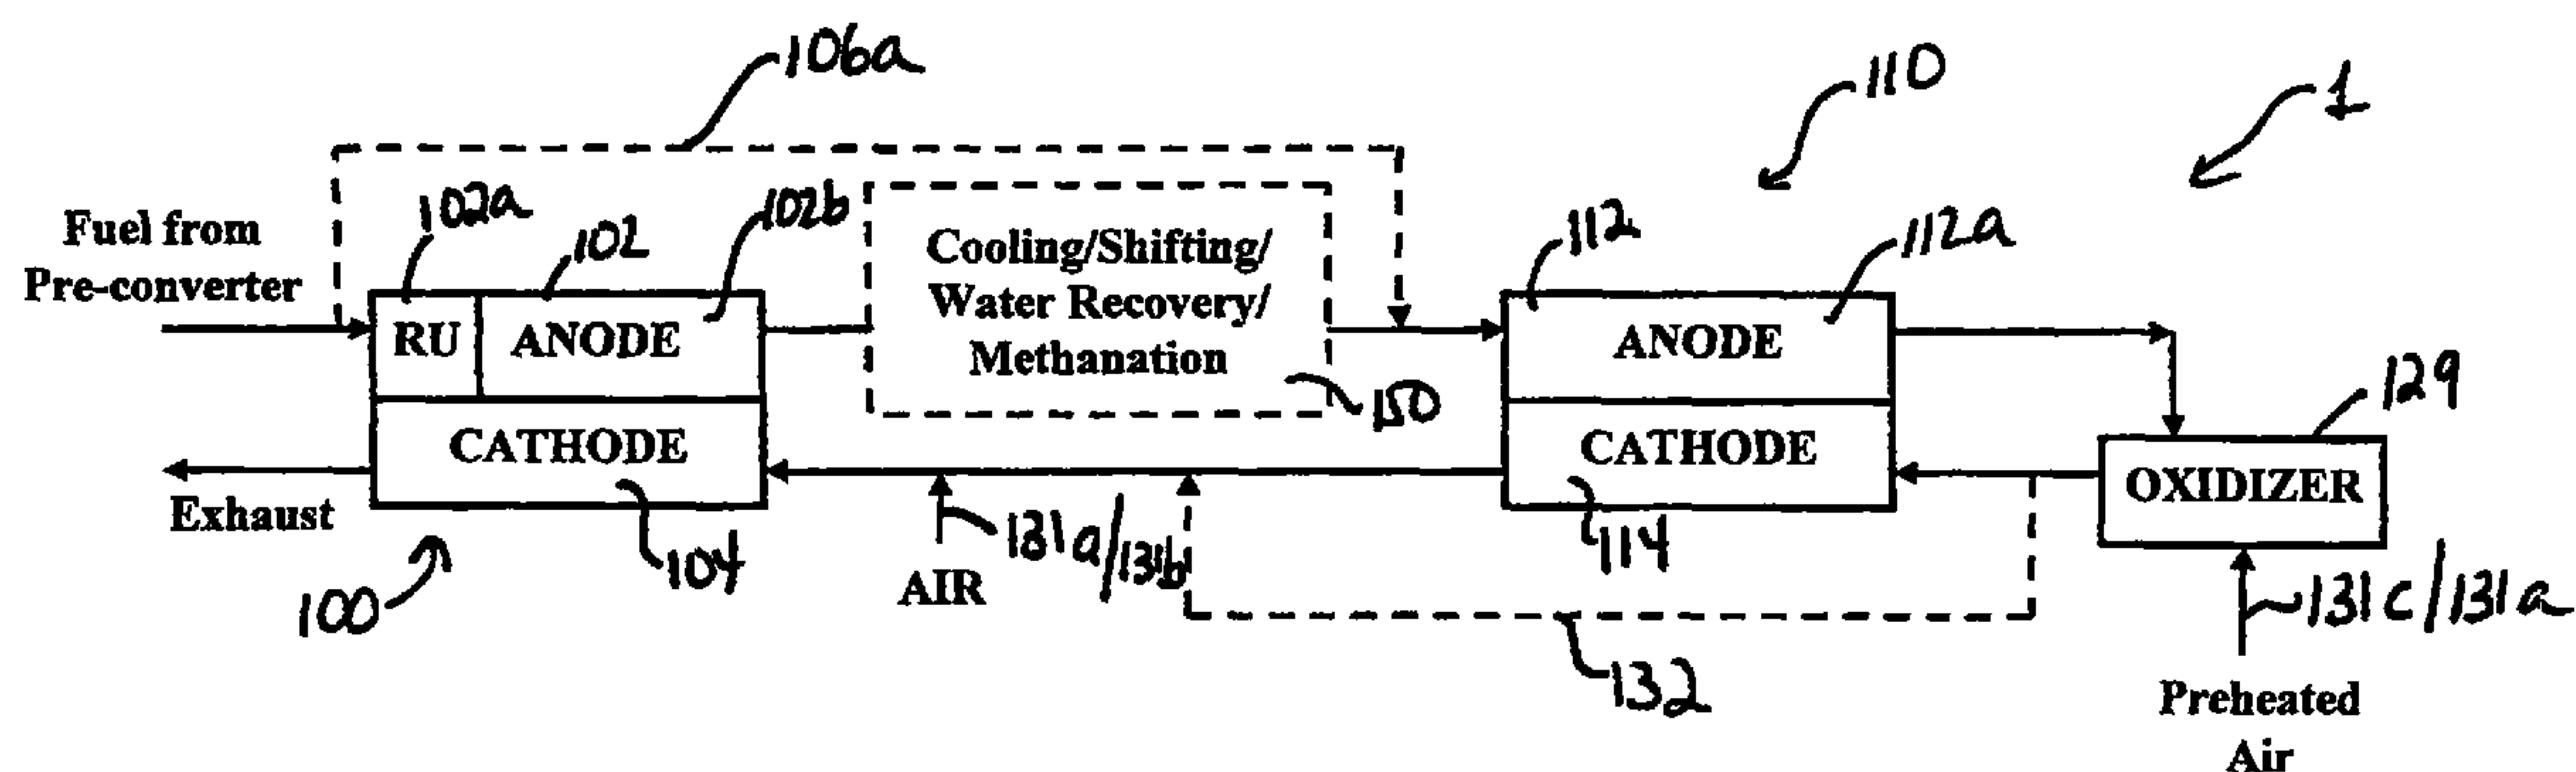 106a
110
1
Fuel from
Pre-converter
102a
102
102b
Cooling/Shifting/
Water Recovery/
Methanation
150
112
112a
RU
ANODE
ANODE
129
CATHODE
CATHODE
OXIDIZER
Exhaust
100
104
AIR
131a/131b
114
132
131c/131a
Preheated
Air